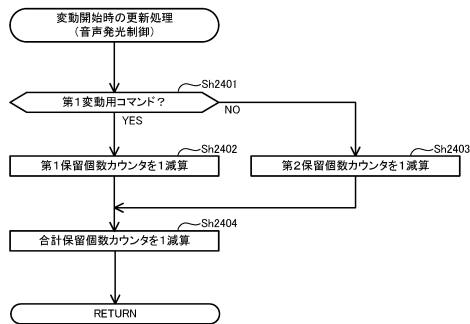 変動開始時の更新処理
(音声発光制御)
Sh2401
第1変動用コマンド?
NO
YES
Sh2402
Sh2403
第1保留個数カウンタを1減算
第2保留個数カウンタを1減算
Sh2404
合計保留個数カウンタを1減算
RETURN